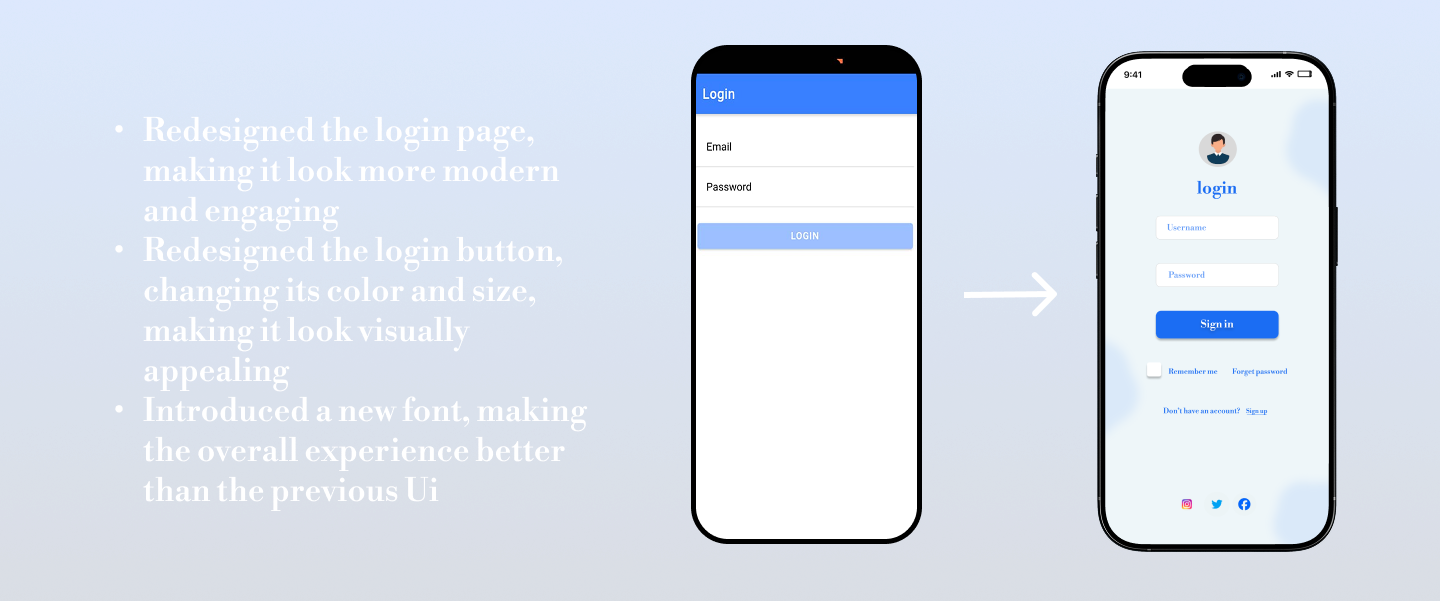 • Redesigned the login page,
making it look more modern
and engaging
• Redesigned the login button,
changing its color and size,
making it look visually
appealing
• Introduced a new font, making
the overall experience better
than the previous Ui
Login
Email
Password
LOGIN
9:41
login
Username
Password
Sign in
Remember me Forget password
Don't have an account? Sign up